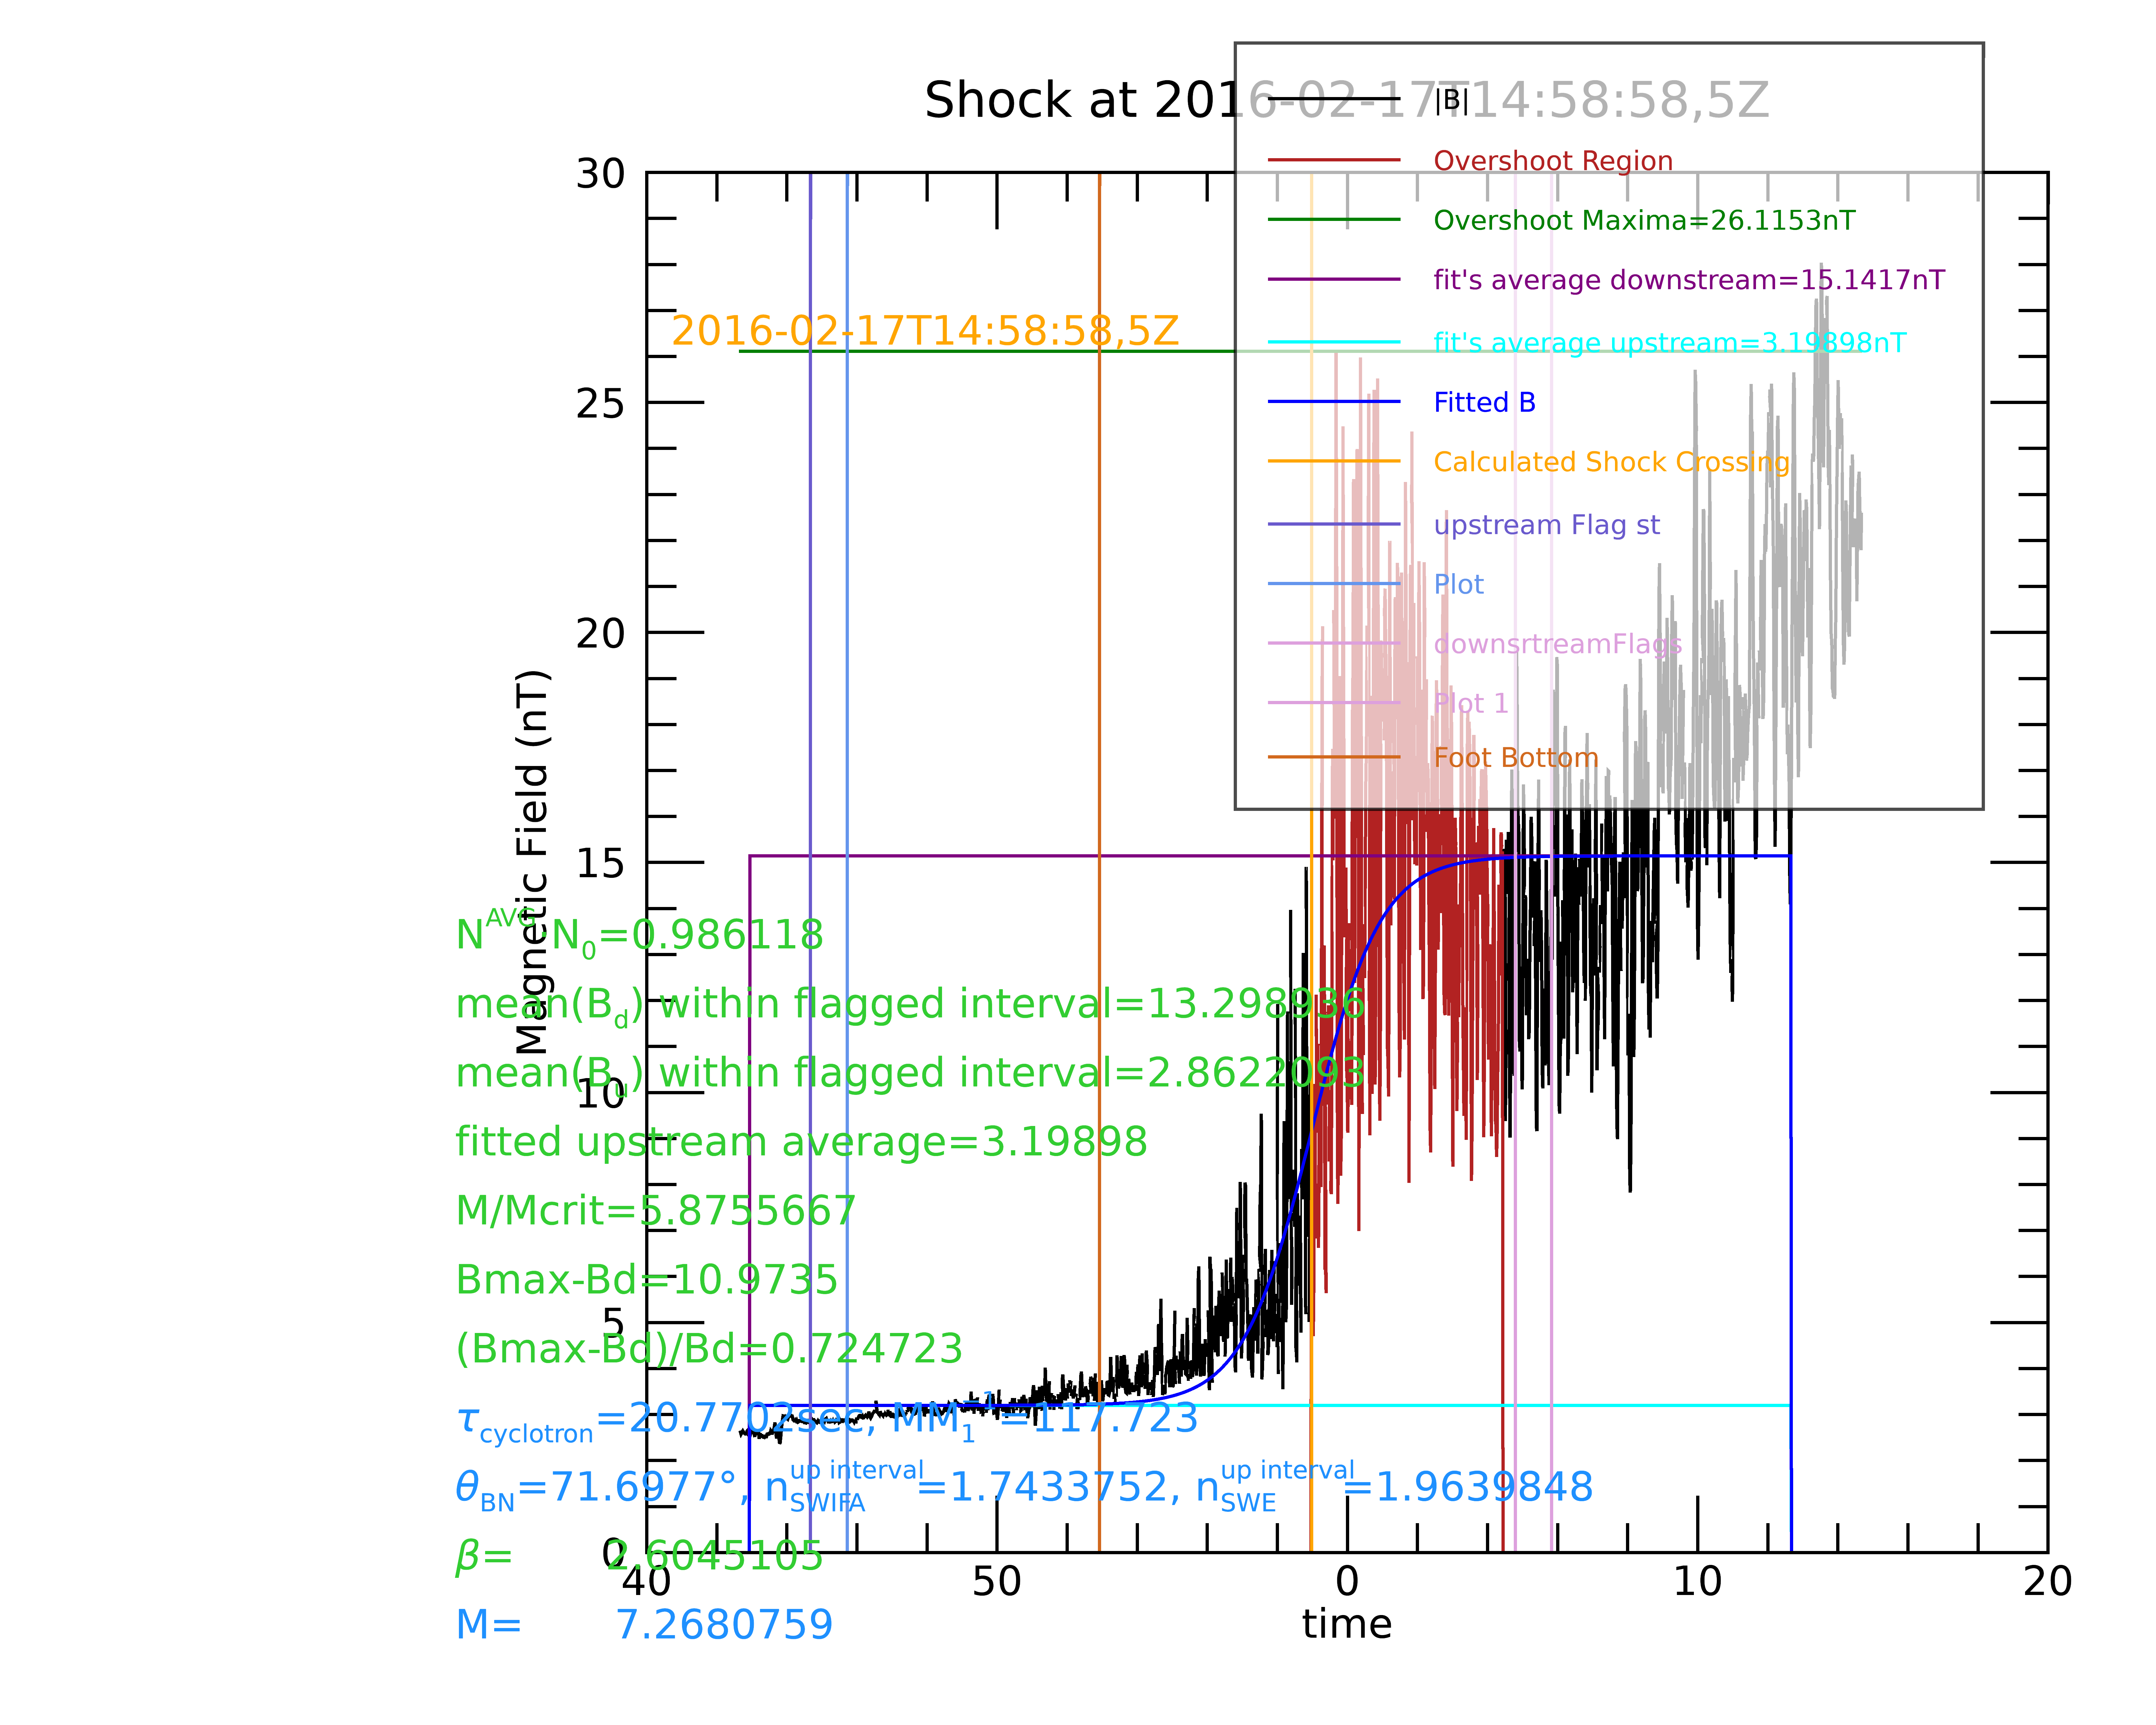 Shock at 2016-02-17T14:58:58,5Z
|B|
Overshoot Region
Overshoot Maxima=26.1153nT
fit's average downstream=15.1417nT
fit's average upstream=3.19898nT
Fitted B
Calculated Shock Crossing
upstream Flag st
Plot
downsrtreamFlags
Plot 1
Foot Bottom
2016-02-17T14:58:58,5Z
30
25
20
15
10
5
0
Magnetic Field (nT)
N^AVG-N_0=0.986118
mean(B_d) within flagged interval=13.298936
mean(B_u) within flagged interval=2.8622093
fitted upstream average=3.19898
M/Mcrit=5.8755667
Bmax-Bd=10.9735
(Bmax-Bd)/Bd=0.724723
τ_cyclotron=20.7702sec, MM_1^-1=117.723
θ_BN=71.6977°, n_SWIFA^up interval=1.7433752, n_SWE^up interval=1.9639848
β= 2.6045105
M= 7.2680759
40 50 0 10 20
time